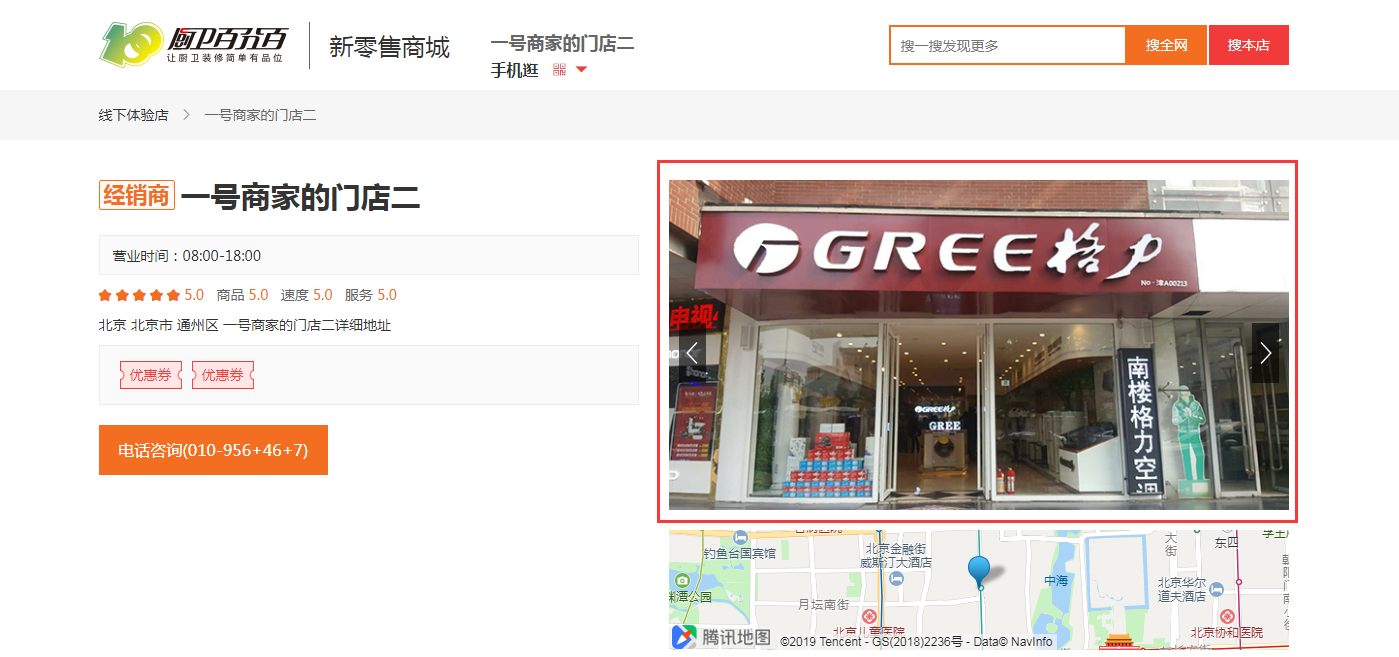 厨卫百分百
让厨卫装修简单有品位
新零售商城
一号商家的门店二
手机逛
搜一搜发现更多
搜全网
搜本店
线下体验店 > 一号商家的门店二
经销商 一号商家的门店二
营业时间：08:00-18:00
5.0 商品 5.0 速度 5.0 服务 5.0
北京 北京市 通州区 一号商家的门店二详细地址
优惠券 优惠券
电话咨询(010-956+46+7)
GREE格力
No-津A00213
电视
GREE格力
GREE
南楼格力空调
钓鱼台国宾馆
北京金融街
威斯汀大酒店
中海
大街
东四
月坛南街
北京华尔
道夫酒店
北京儿童医院
北京协和医院
腾讯地图
©2019 Tencent - GS(2018)2236号 - Data© NavInfo